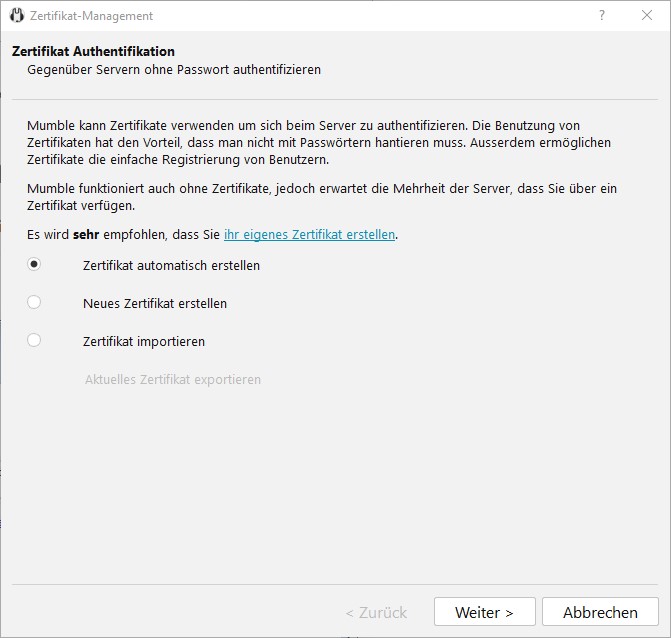 Zertifikat-Management
?
Zertifikat Authentifikation
Gegenüber Servern ohne Passwort authentifizieren
Mumble kann Zertifikate verwenden um sich beim Server zu authentifizieren. Die Benutzung von
Zertifikaten hat den Vorteil, dass man nicht mit Passwörtern hantieren muss. Ausserdem ermöglichen
Zertifikate die einfache Registrierung von Benutzern.
Mumble funktioniert auch ohne Zertifikate, jedoch erwartet die Mehrheit der Server, dass Sie über ein
Zertifikat verfügen.
Es wird sehr empfohlen, dass Sie ihr eigenes Zertifikat erstellen.
Zertifikat automatisch erstellen
Neues Zertifikat erstellen
Zertifikat importieren
Aktuelles Zertifikat exportieren
< Zurück
Weiter >
Abbrechen